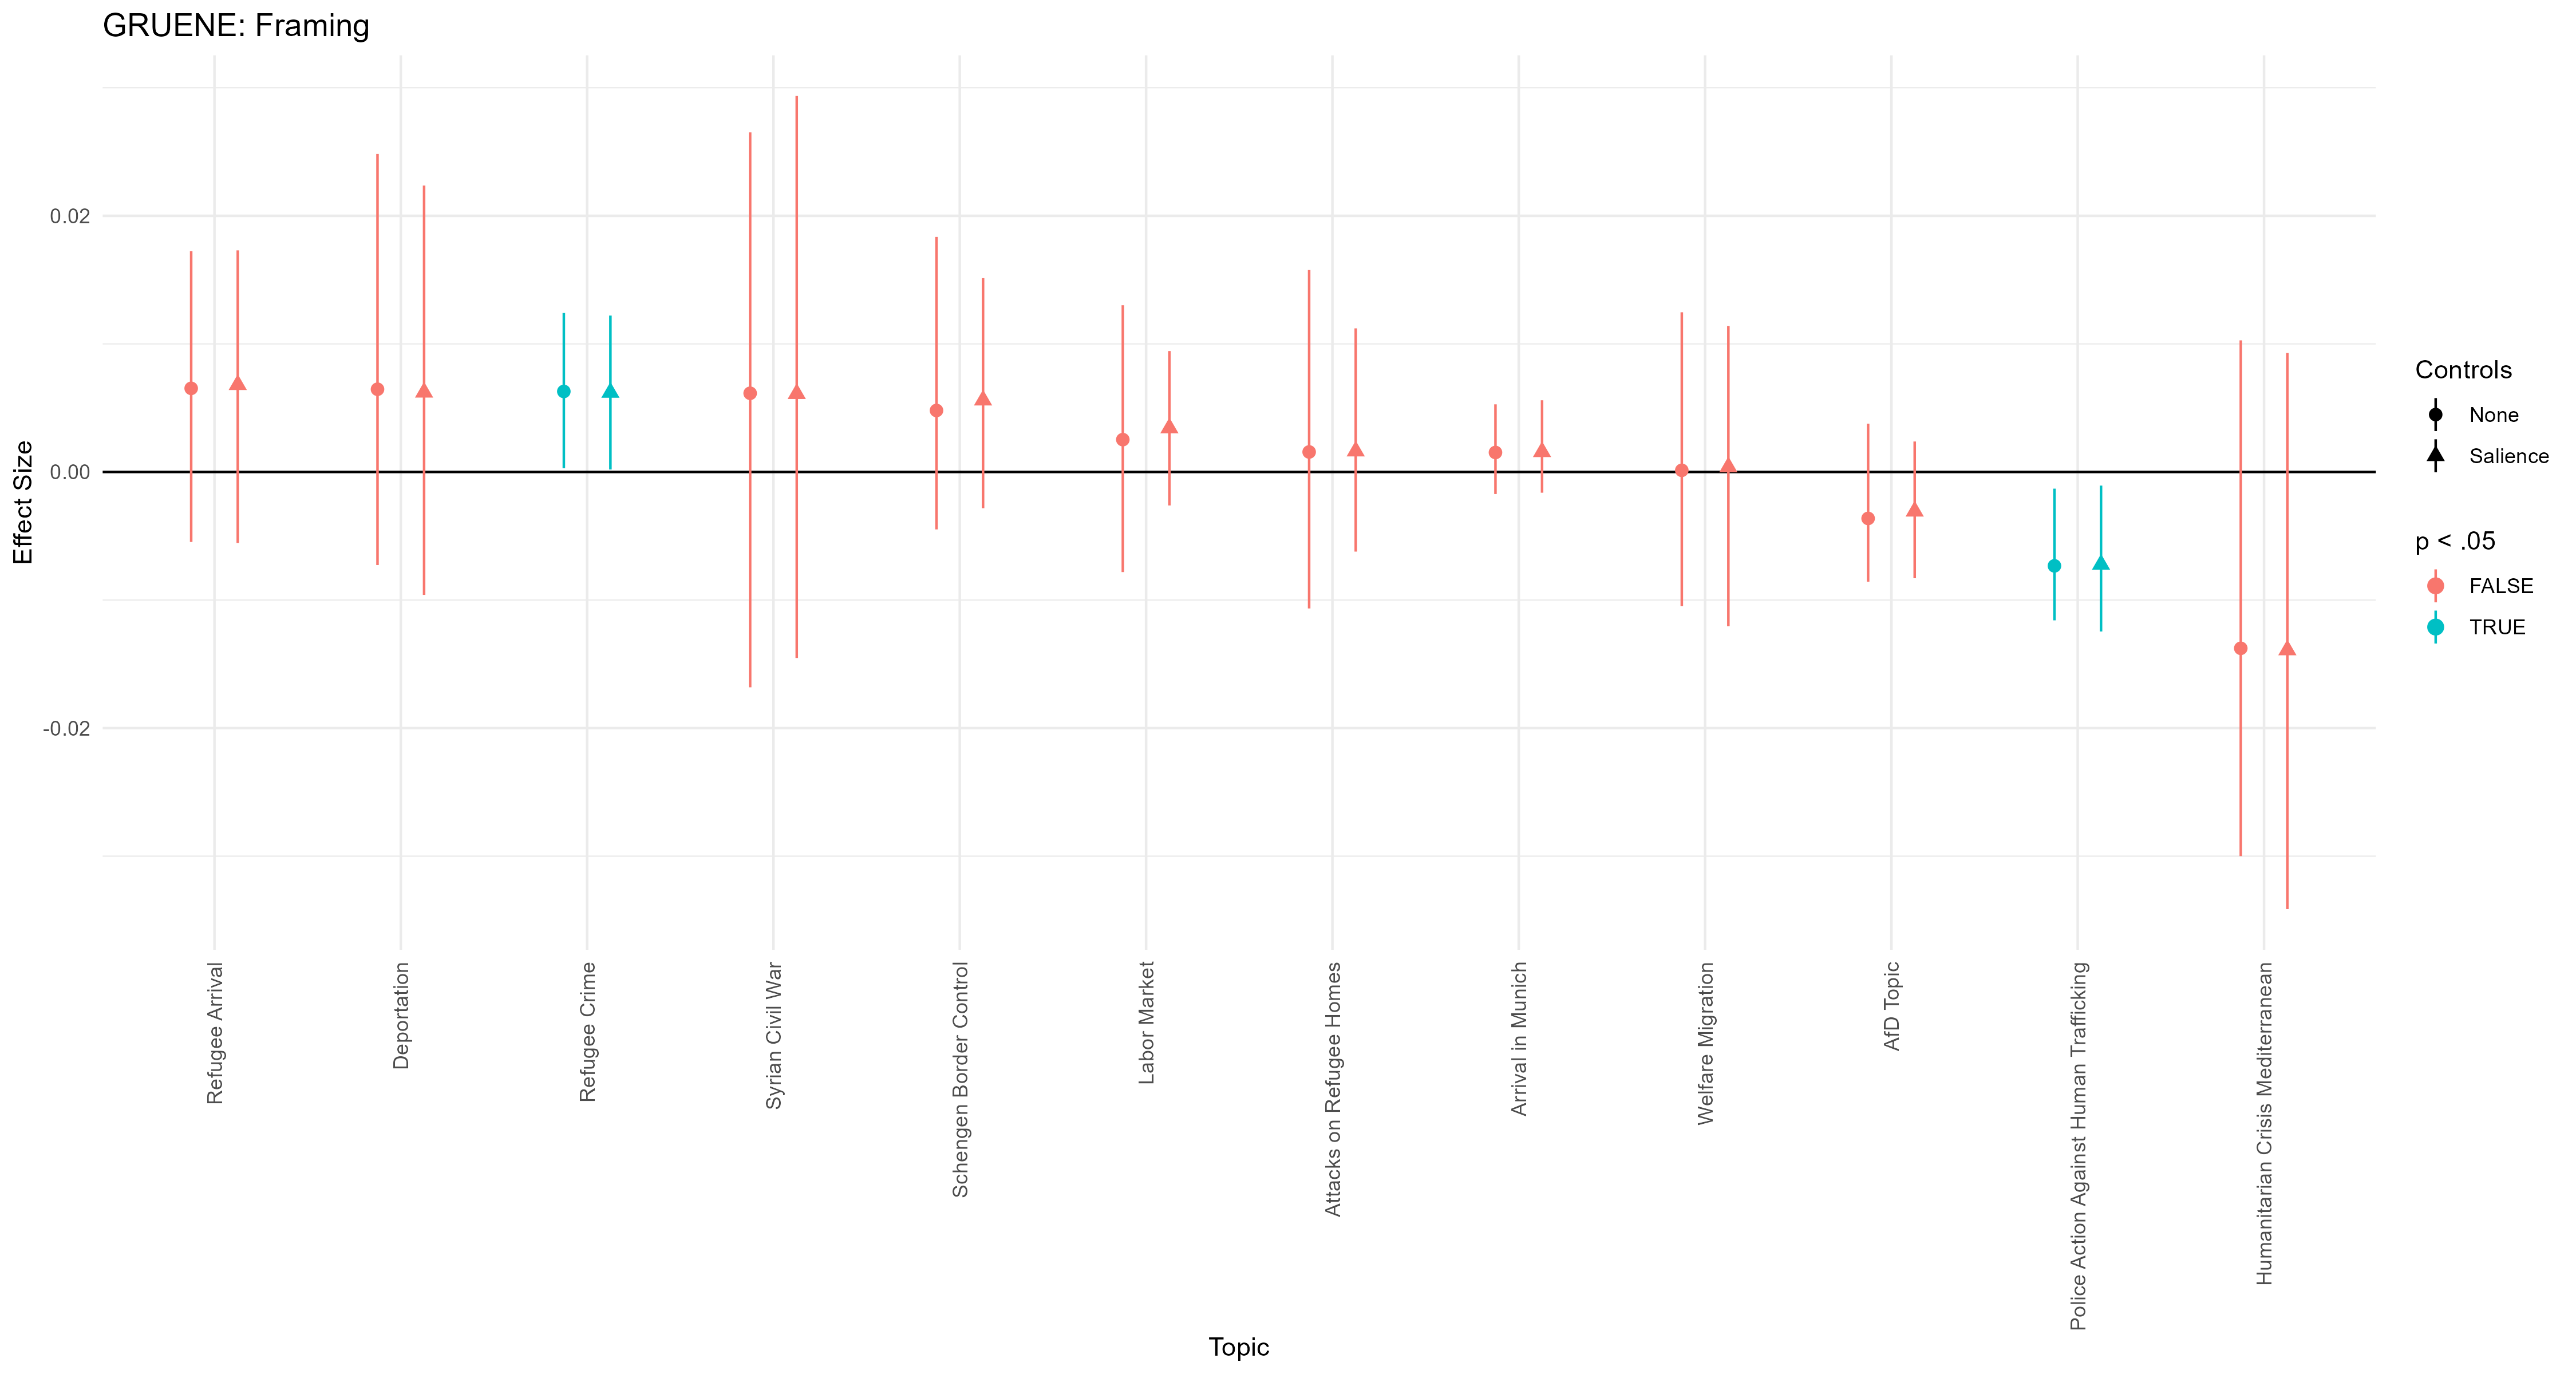 GRUENE: Framing
Effect Size
0.02
0.00
-0.02
Refugee Arrival
Deportation
Refugee Crime
Syrian Civil War
Schengen Border Control
Labor Market
Attacks on Refugee Homes
Arrival in Munich
Welfare Migration
AfD Topic
Police Action Against Human Trafficking
Humanitarian Crisis Mediterranean
Topic
Controls
None
Salience
p < .05
FALSE
TRUE